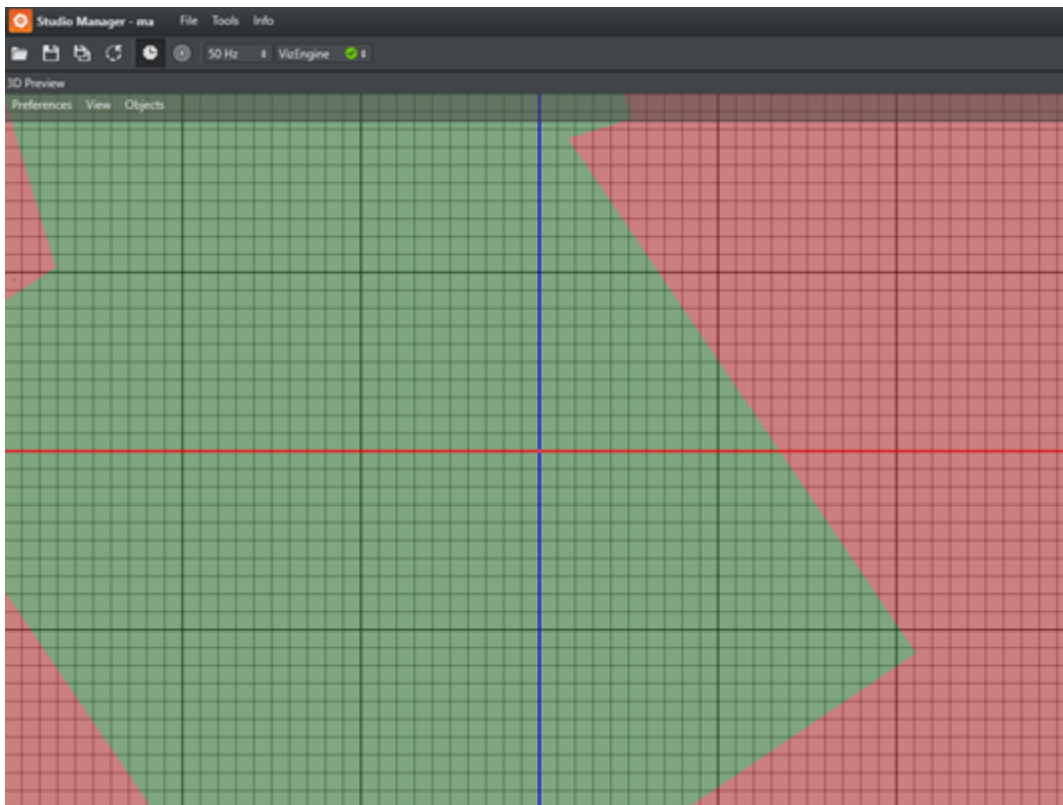 Studio Manager - ma File Tools Info
50 Hz VizEngine
3D Preview
Preferences View Objects